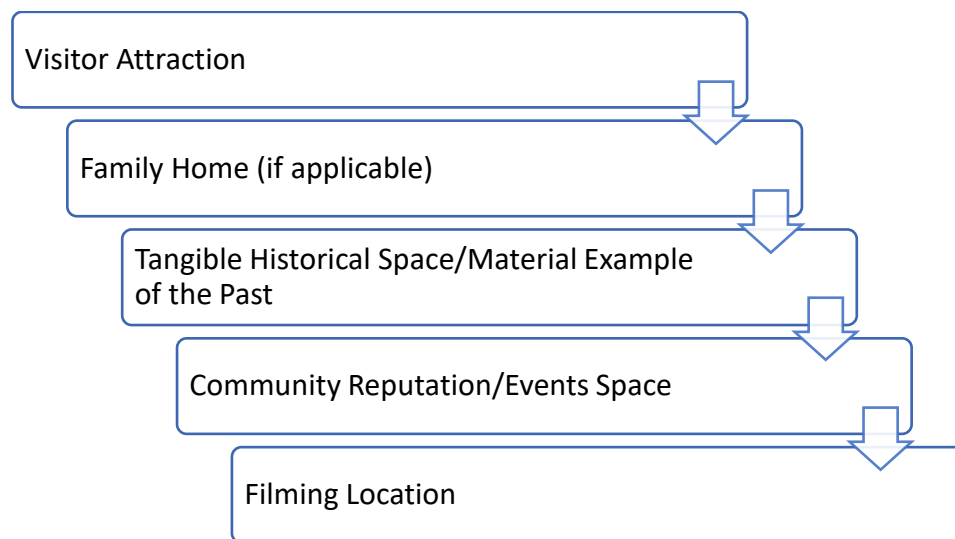 Visitor Attraction
Family Home (if applicable)
Tangible Historical Space/Material Example
of the Past
Community Reputation/Events Space
Filming Location